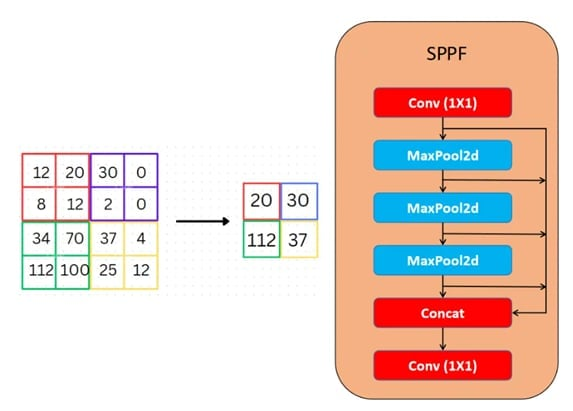 12 20 30 0
8 12 2 0
34 70 37 4
112 100 25 12
20 30
112 37
SPPF
Conv (1X1)
MaxPool2d
MaxPool2d
MaxPool2d
Concat
Conv (1X1)